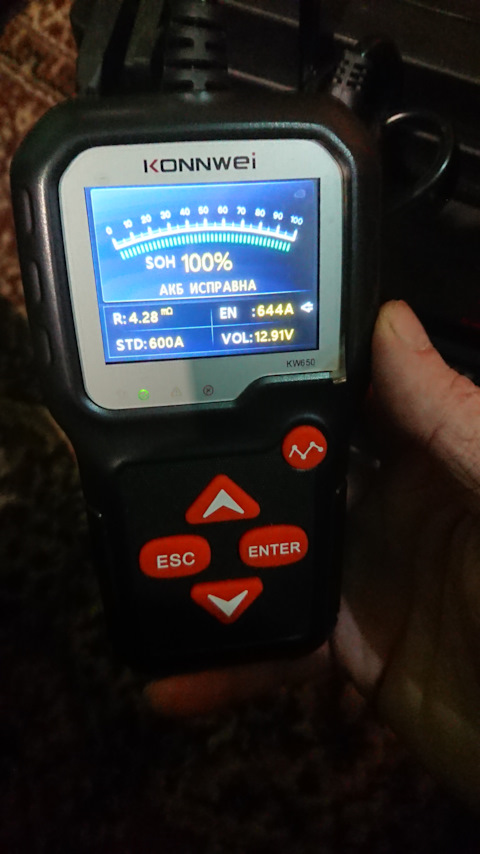 KONNWEI
0 10 20 30 40 50 60 70 80 90 100
SOH 100%
АКБ ИСПРАВНА
R: 4.28 mΩ
EN : 644A
STD: 600A
VOL: 12.91V
KW650
ESC
ENTER